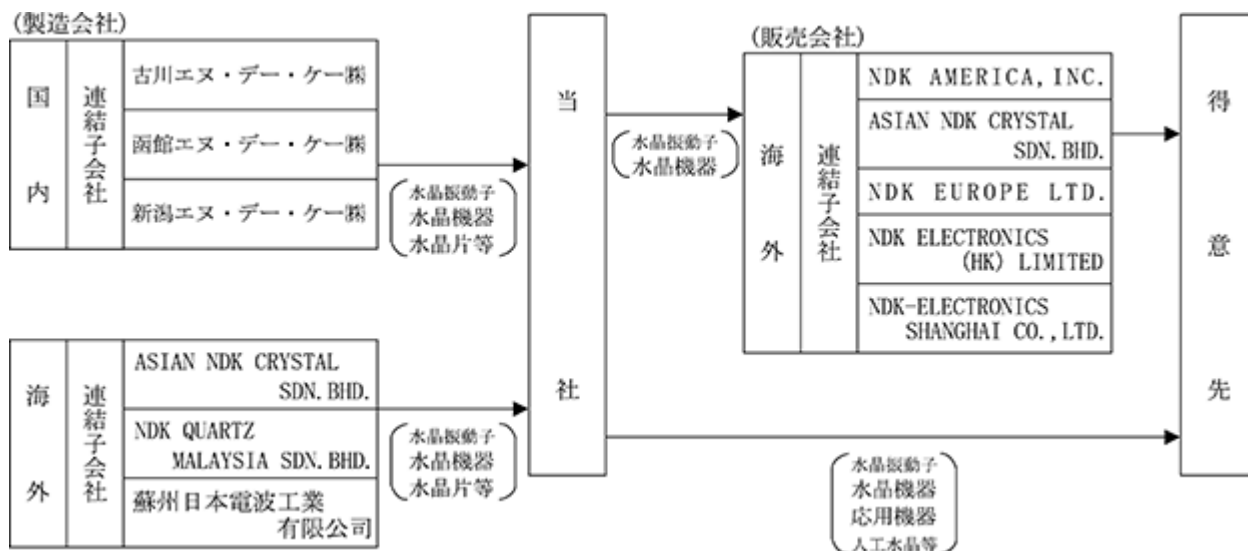 (製造会社)
国内
連結子会社
古川エヌ・デー・ケー㈱
函館エヌ・デー・ケー㈱
新潟エヌ・デー・ケー㈱
水晶振動子
水晶機器
水晶片等
海外
連結子会社
ASIAN NDK CRYSTAL
SDN.BHD.
NDK QUARTZ
MALAYSIA SDN.BHD.
蘇州日本電波工業
有限公司
水晶振動子
水晶機器
水晶片等
当社
水晶振動子
水晶機器
(販売会社)
海外
連結子会社
NDK AMERICA,INC.
ASIAN NDK CRYSTAL
SDN.BHD.
NDK EUROPE LTD.
NDK ELECTRONICS
(HK) LIMITED
NDK-ELECTRONICS
SHANGHAI CO.,LTD.
水晶振動子
水晶機器
応用機器
人工水晶等
得意先